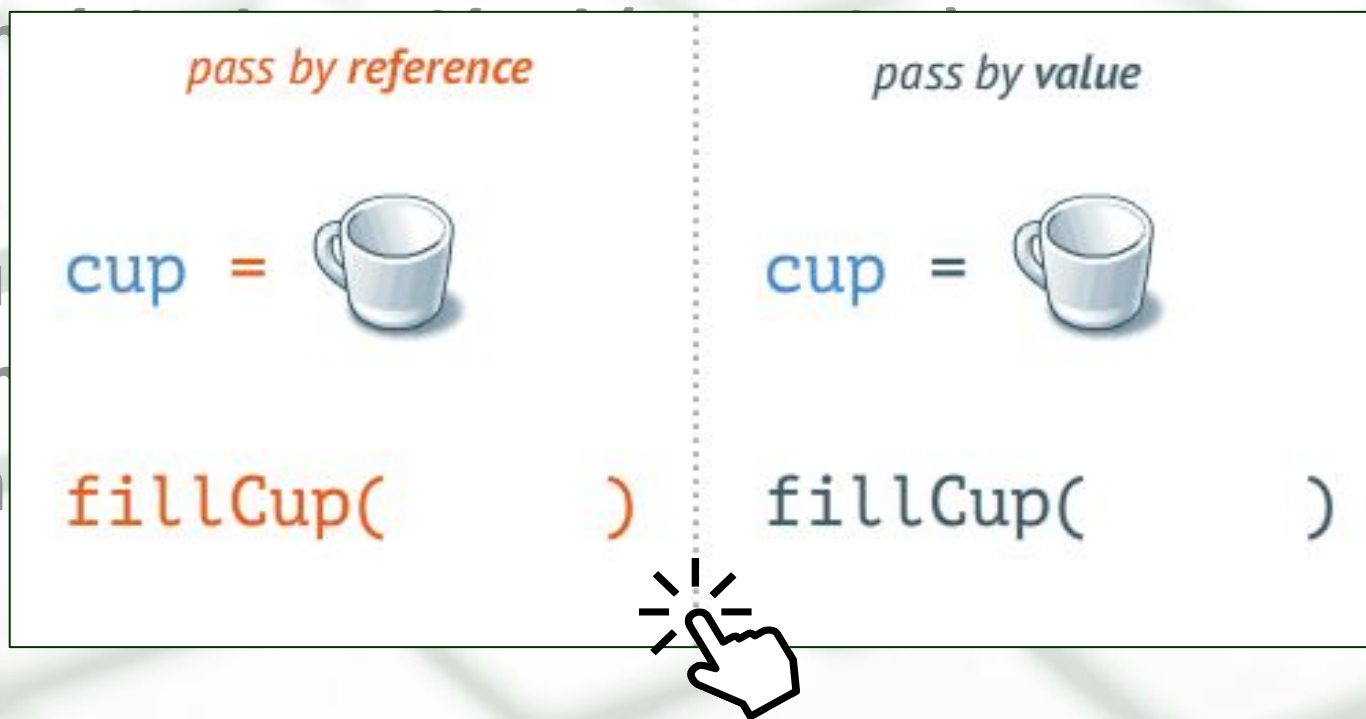 pass by reference
cup =
fillCup( )
pass by value
cup =
fillCup( )